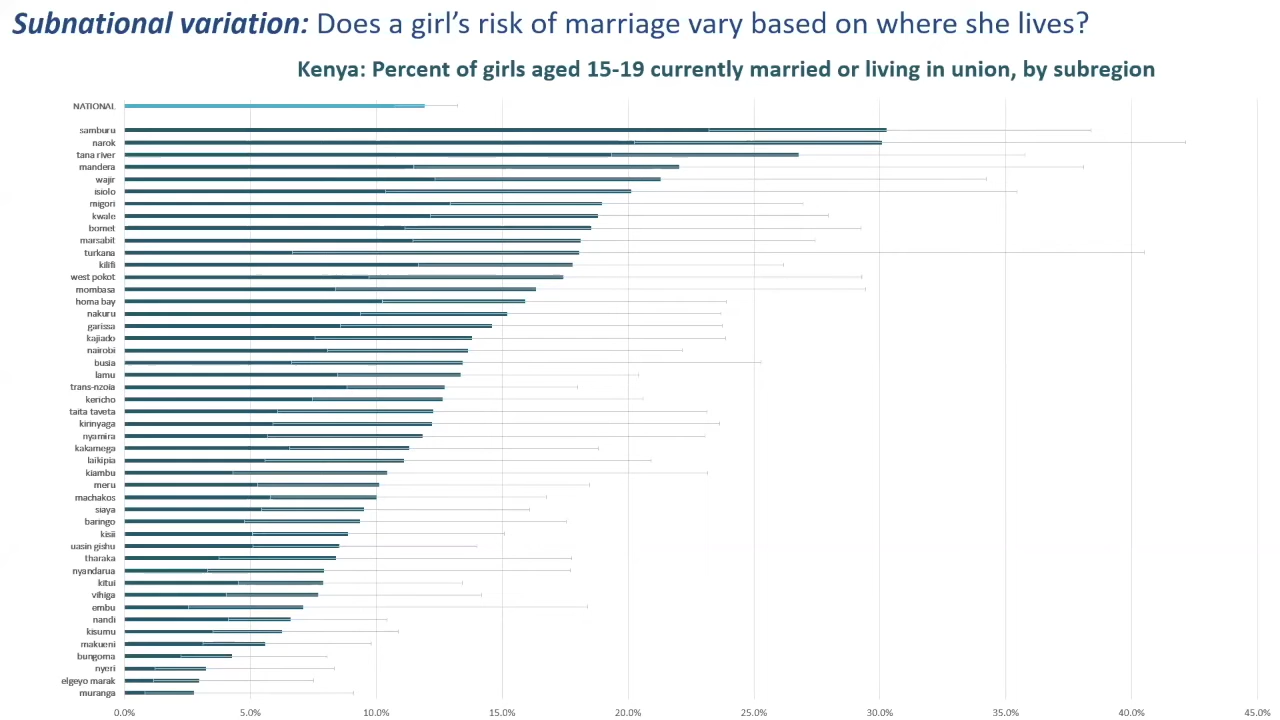 Subnational variation: Does a girl's risk of marriage vary based on where she lives?
Kenya: Percent of girls aged 15-19 currently married or living in union, by subregion
NATIONAL
samburu
narok
tana river
mandera
wajir
isiolo
migori
kwale
bomet
marsabit
turkana
kilifi
west pokot
mombasa
homa bay
nakuru
garissa
kajiado
nairobi
busia
lamu
trans-nzoia
kericho
taita taveta
kirinyaga
nyamira
kakamega
laikipia
kiambu
meru
machakos
siaya
baringo
kisii
uasin gishu
tharaka
nyandarua
kitui
vihiga
embu
nandi
kisumu
makueni
bungoma
nyeri
elgeyo marak
muranga
0.0% 5.0% 10.0% 15.0% 20.0% 25.0% 30.0% 35.0% 40.0% 45.0%